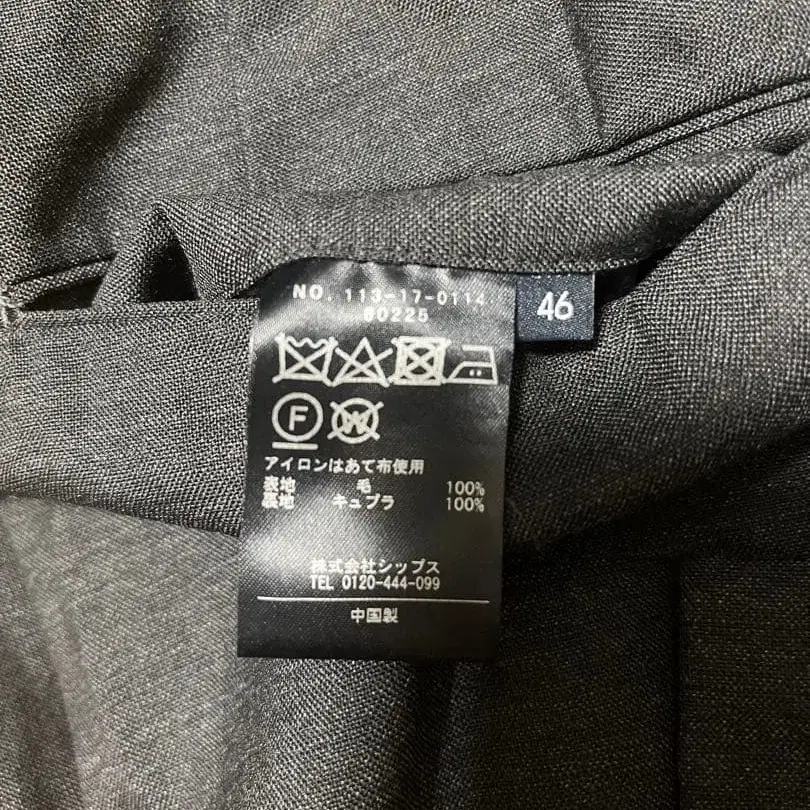 NO. 113-17-0114
60225
46
F
W
アイロンはあて布使用
表地 毛 100%
裏地 キュプラ 100%
株式会社シップス
TEL 0120-444-099
中国製